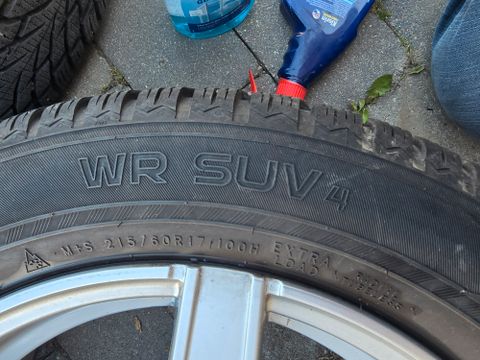 WR SUV 4
M+S 215/60R17 100H EXTRA
LOAD